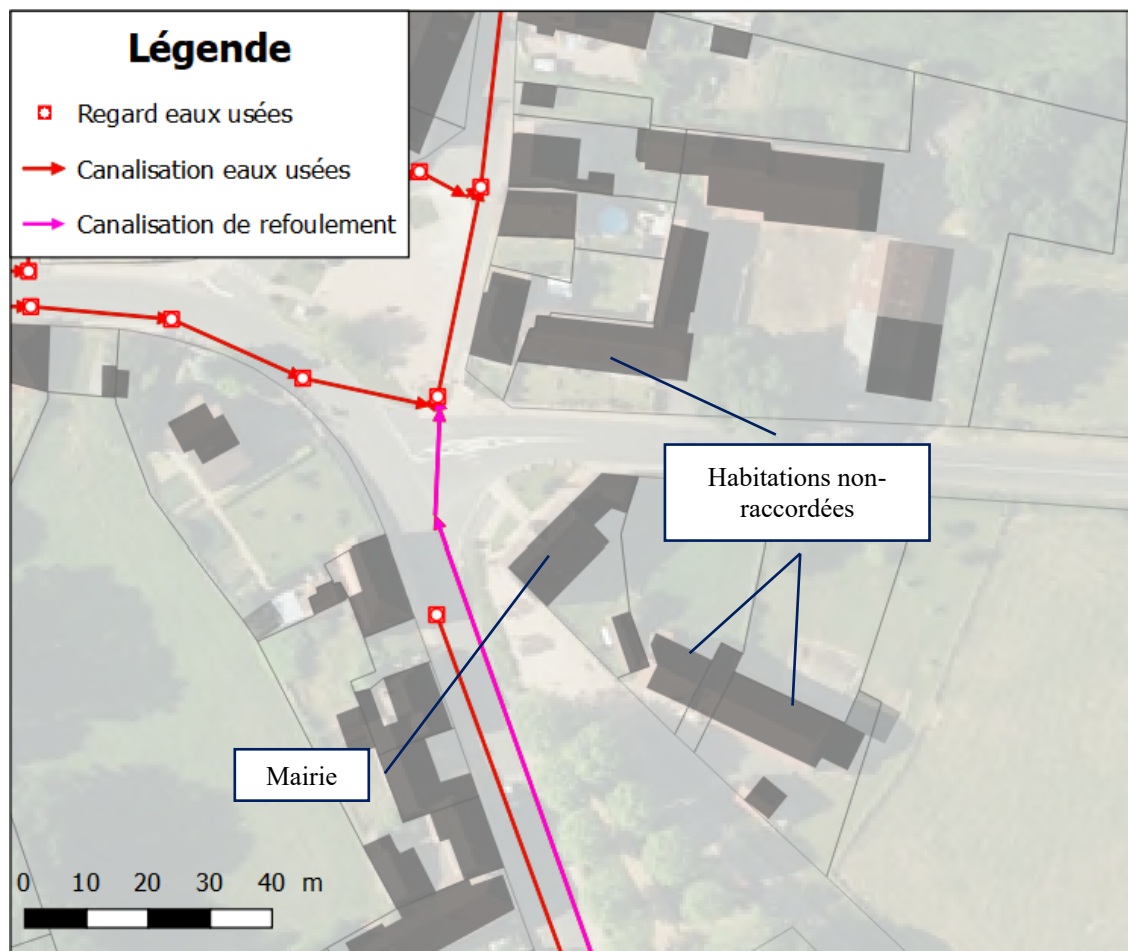 Légende
Regard eaux usées
Canalisation eaux usées
Canalisation de refoulement
Habitations non-
raccordées
Mairie
0 10 20 30 40 m